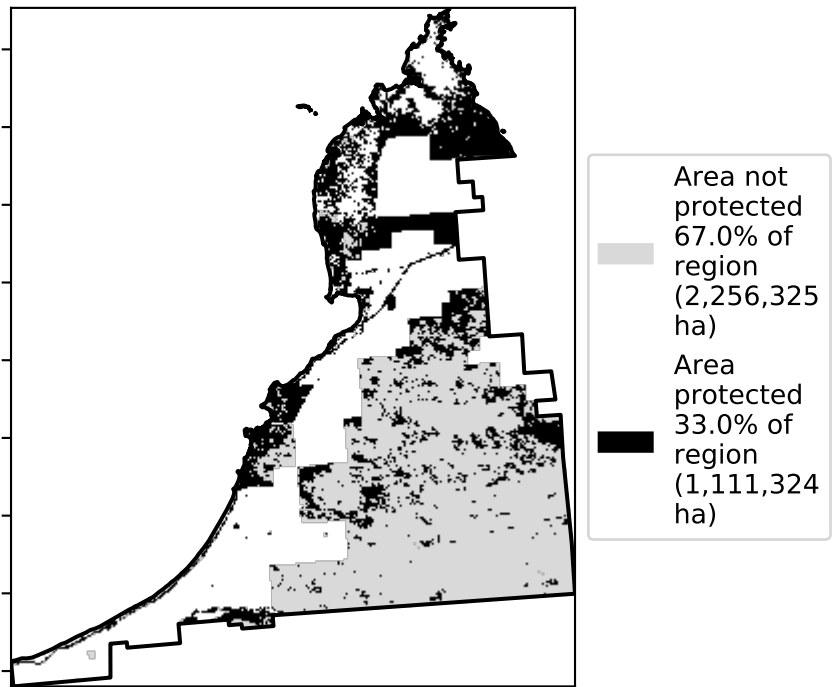 Area not
protected
67.0% of
region
(2,256,325
ha)
Area
protected
33.0% of
region
(1,111,324
ha)